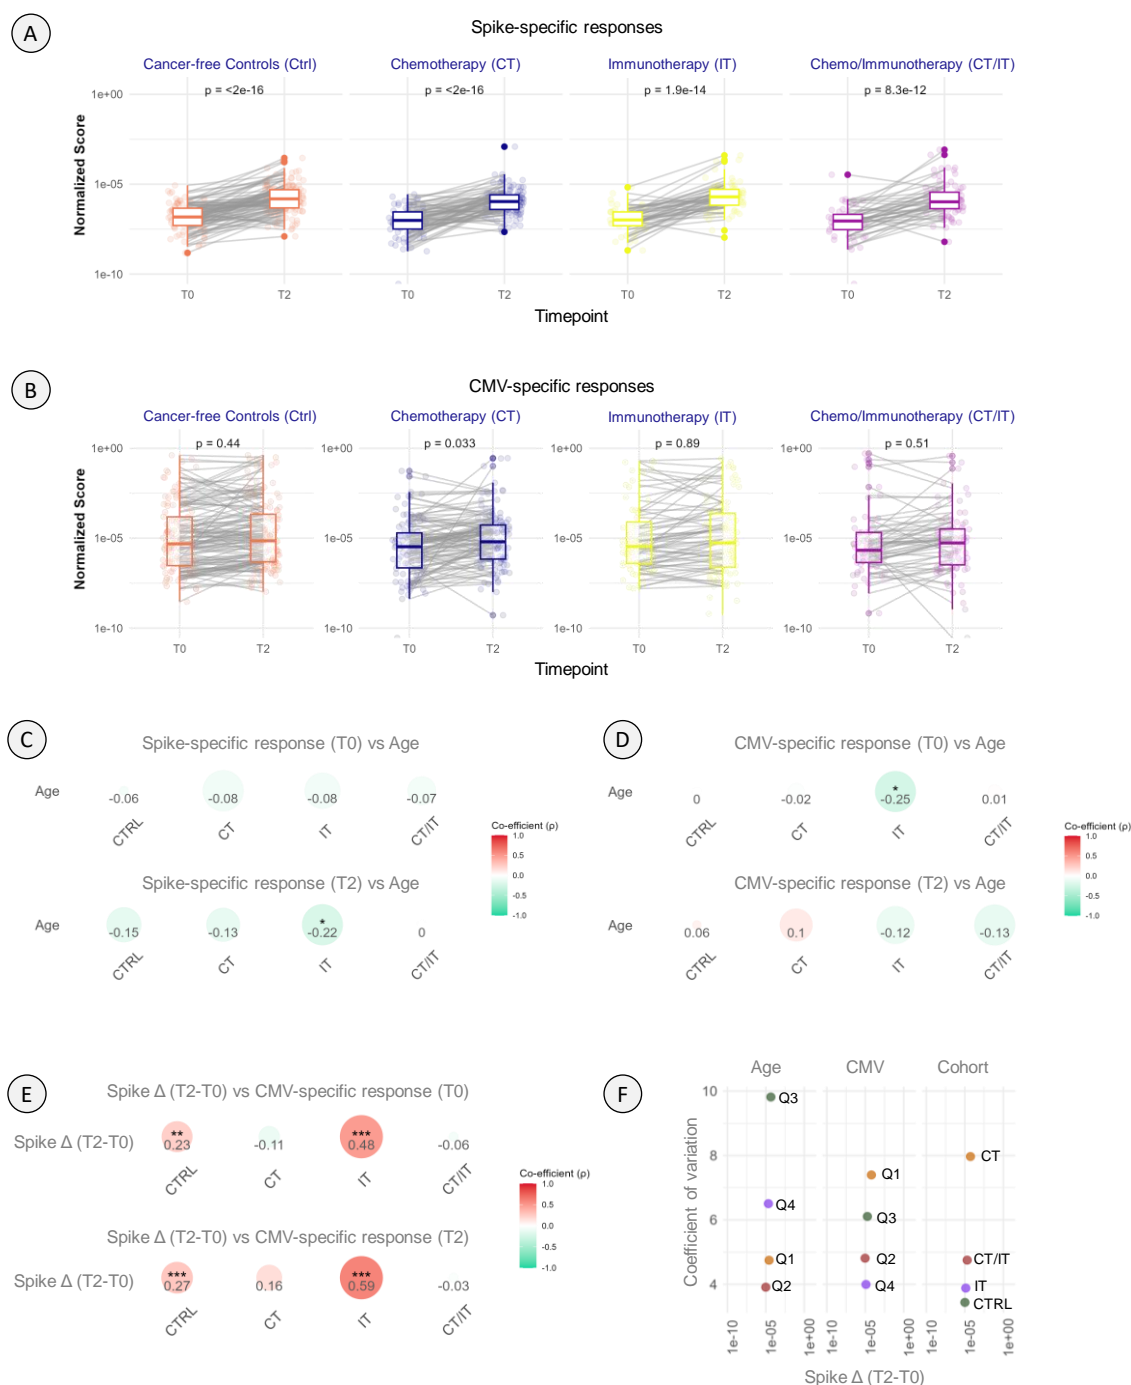 A
Spike-specific responses
Cancer-free Controls (Ctrl) Chemotherapy (CT) Immunotherapy (IT) Chemo/Immunotherapy (CT/IT)
p = <2e-16 p = <2e-16 p = 1.9e-14 p = 8.3e-12
Normalized Score
1e+00
1e-05
1e-10
T0 T2 T0 T2 T0 T2 T0 T2
Timepoint
B
CMV-specific responses
Cancer-free Controls (Ctrl) Chemotherapy (CT) Immunotherapy (IT) Chemo/Immunotherapy (CT/IT)
p = 0.44 p = 0.033 p = 0.89 p = 0.51
Normalized Score
1e+00 1e+00 1e+00 1e+00
1e-05 1e-05 1e-05 1e-05
1e-10 1e-10 1e-10 1e-10
T0 T2 T0 T2 T0 T2 T0 T2
Timepoint
C
Spike-specific response (T0) vs Age
Age -0.06 -0.08 -0.08 -0.07
CTRL CT IT CT/IT
Spike-specific response (T2) vs Age
Age -0.15 -0.13 * -0.22 0
CTRL CT IT CT/IT
Co-efficient (ρ)
1.0
0.5
0.0
-0.5
-1.0
D
CMV-specific response (T0) vs Age
Age 0 -0.02 * -0.25 0.01
CTRL CT IT CT/IT
CMV-specific response (T2) vs Age
Age 0.06 0.1 -0.12 -0.13
CTRL CT IT CT/IT
Co-efficient (ρ)
1.0
0.5
0.0
-0.5
-1.0
E
Spike Δ (T2-T0) vs CMV-specific response (T0)
Spike Δ (T2-T0) ** 0.23 -0.11 *** 0.48 -0.06
CTRL CT IT CT/IT
Spike Δ (T2-T0) vs CMV-specific response (T2)
Spike Δ (T2-T0) *** 0.27 0.16 *** 0.59 -0.03
CTRL CT IT CT/IT
Co-efficient (ρ)
1.0
0.5
0.0
-0.5
-1.0
F
Age CMV Cohort
Coefficient of variation
10
8
6
4
Q3
Q4
Q1
Q2
Q1
Q3
Q2
Q4
CT
CT/IT
IT
CTRL
1e-10 1e-05 1e+00 1e-10 1e-05 1e+00 1e-10 1e-05 1e+00
Spike Δ (T2-T0)